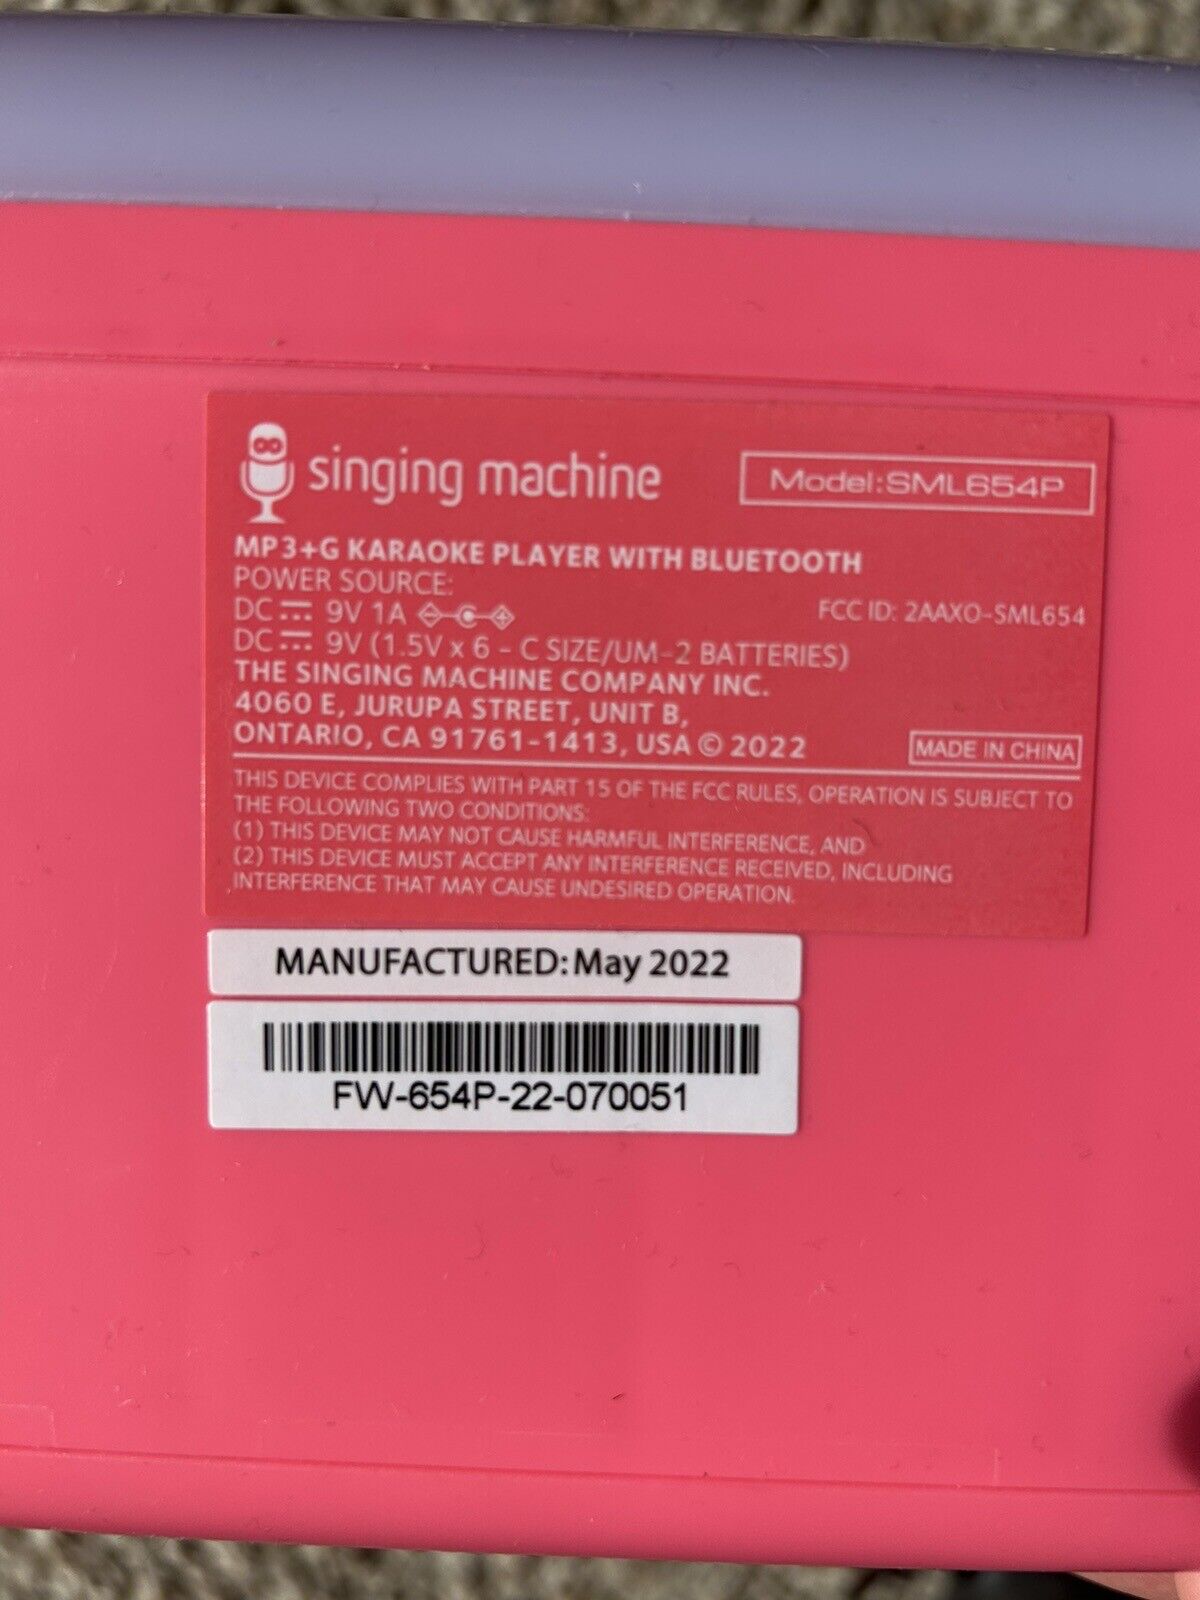 singing machine
Model:SML654P
MP3+G KARAOKE PLAYER WITH BLUETOOTH
POWER SOURCE:
DC ⎓ 9V 1A
FCC ID: 2AAXO-SML654
DC ⎓ 9V (1.5V x 6 - C SIZE/UM-2 BATTERIES)
THE SINGING MACHINE COMPANY INC.
4060 E, JURUPA STREET, UNIT B,
ONTARIO, CA 91761-1413, USA © 2022
MADE IN CHINA
THIS DEVICE COMPLIES WITH PART 15 OF THE FCC RULES, OPERATION IS SUBJECT TO
THE FOLLOWING TWO CONDITIONS:
(1) THIS DEVICE MAY NOT CAUSE HARMFUL INTERFERENCE, AND
(2) THIS DEVICE MUST ACCEPT ANY INTERFERENCE RECEIVED, INCLUDING
INTERFERENCE THAT MAY CAUSE UNDESIRED OPERATION.
MANUFACTURED: May 2022
FW-654P-22-070051